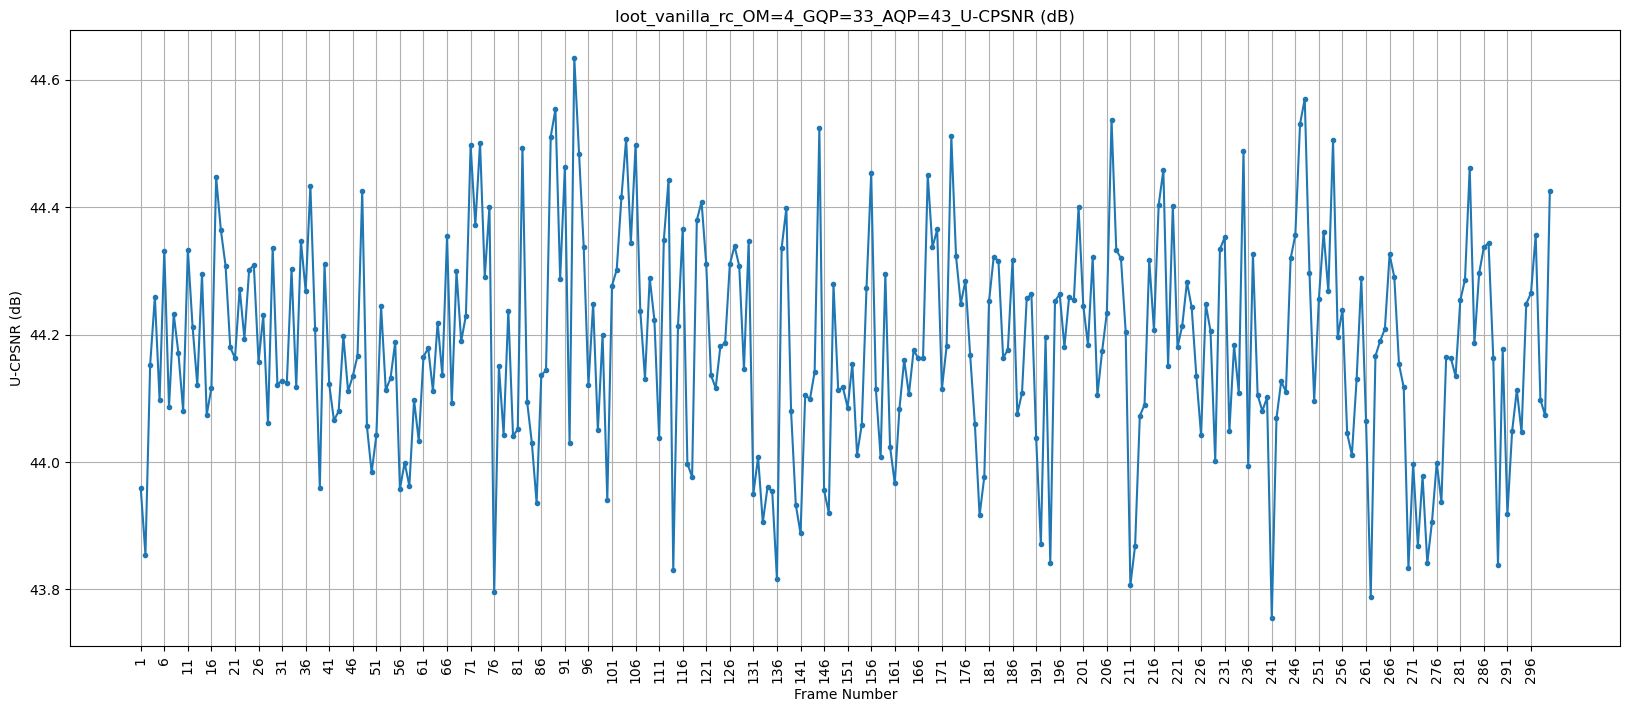 loot_vanilla_rc_OM=4_GQP=33_AQP=43_U-CPSNR (dB)
U-CPSNR (dB)
44.6
44.4
44.2
44.0
43.8
1 6 11 16 21 26 31 36 41 46 51 56 61 66 71 76 81 86 91 96 101 106 111 116 121 126 131 136 141 146 151 156 161 166 171 176 181 186 191 196 201 206 211 216 221 226 231 236 241 246 251 256 261 266 271 276 281 286 291 296
Frame Number